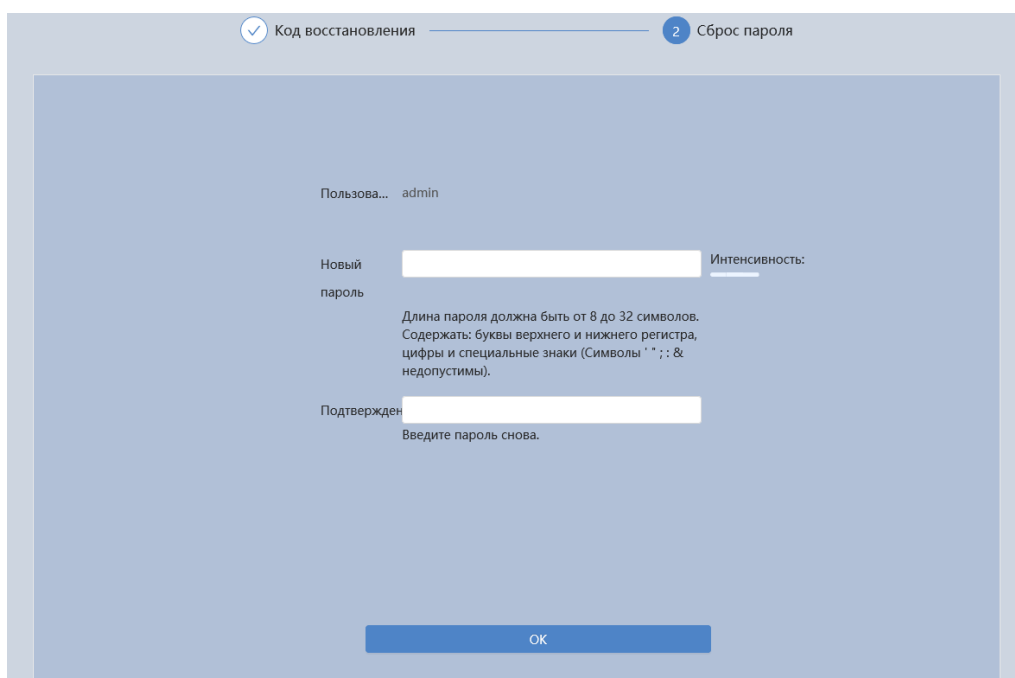 Код восстановления
2 Сброс пароля
Пользова... admin
Новый
пароль
Интенсивность:
Длина пароля должна быть от 8 до 32 символов.
Содержать: буквы верхнего и нижнего регистра,
цифры и специальные знаки (Символы ' " ; : &
недопустимы).
Подтвержден
Введите пароль снова.
OK